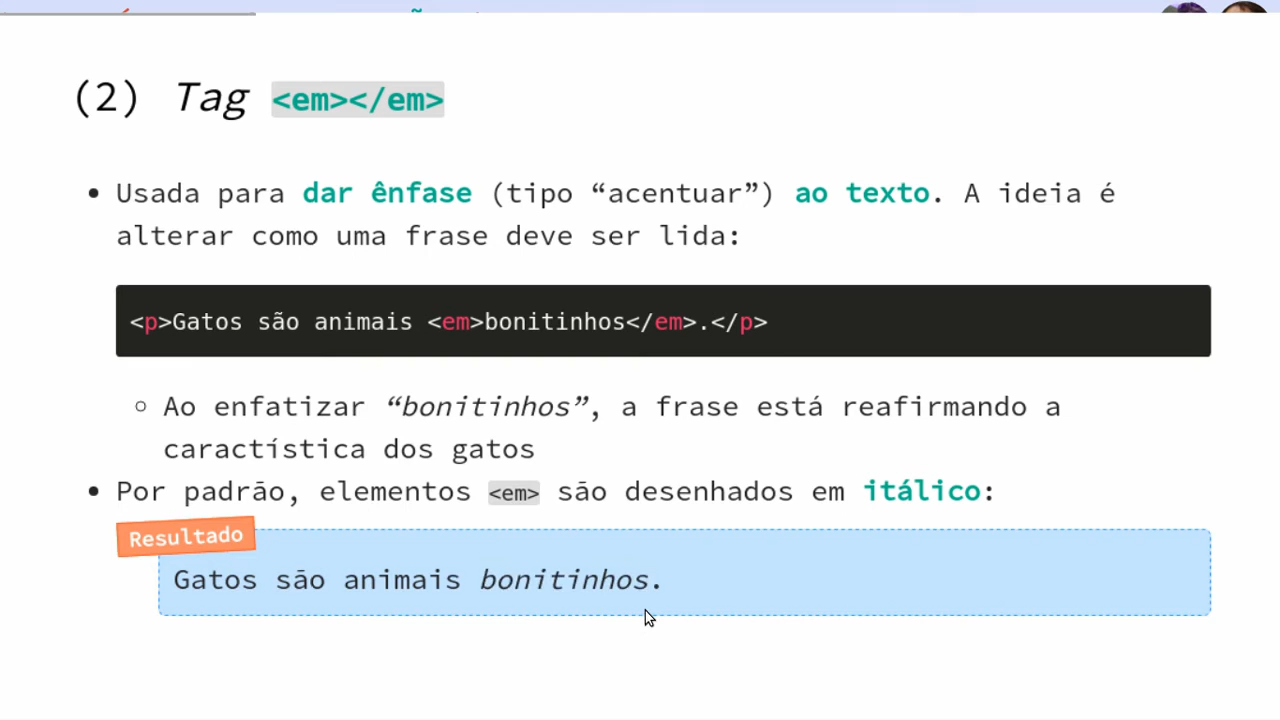 (2) Tag <em></em>
Usada para dar ênfase (tipo “acentuar”) ao texto. A ideia é
alterar como uma frase deve ser lida:
<p>Gatos são animais <em>bonitinhos</em>.</p>
Ao enfatizar “bonitinhos”, a frase está reafirmando a
caractística dos gatos
Por padrão, elementos <em> são desenhados em itálico:
Resultado
Gatos são animais bonitinhos.